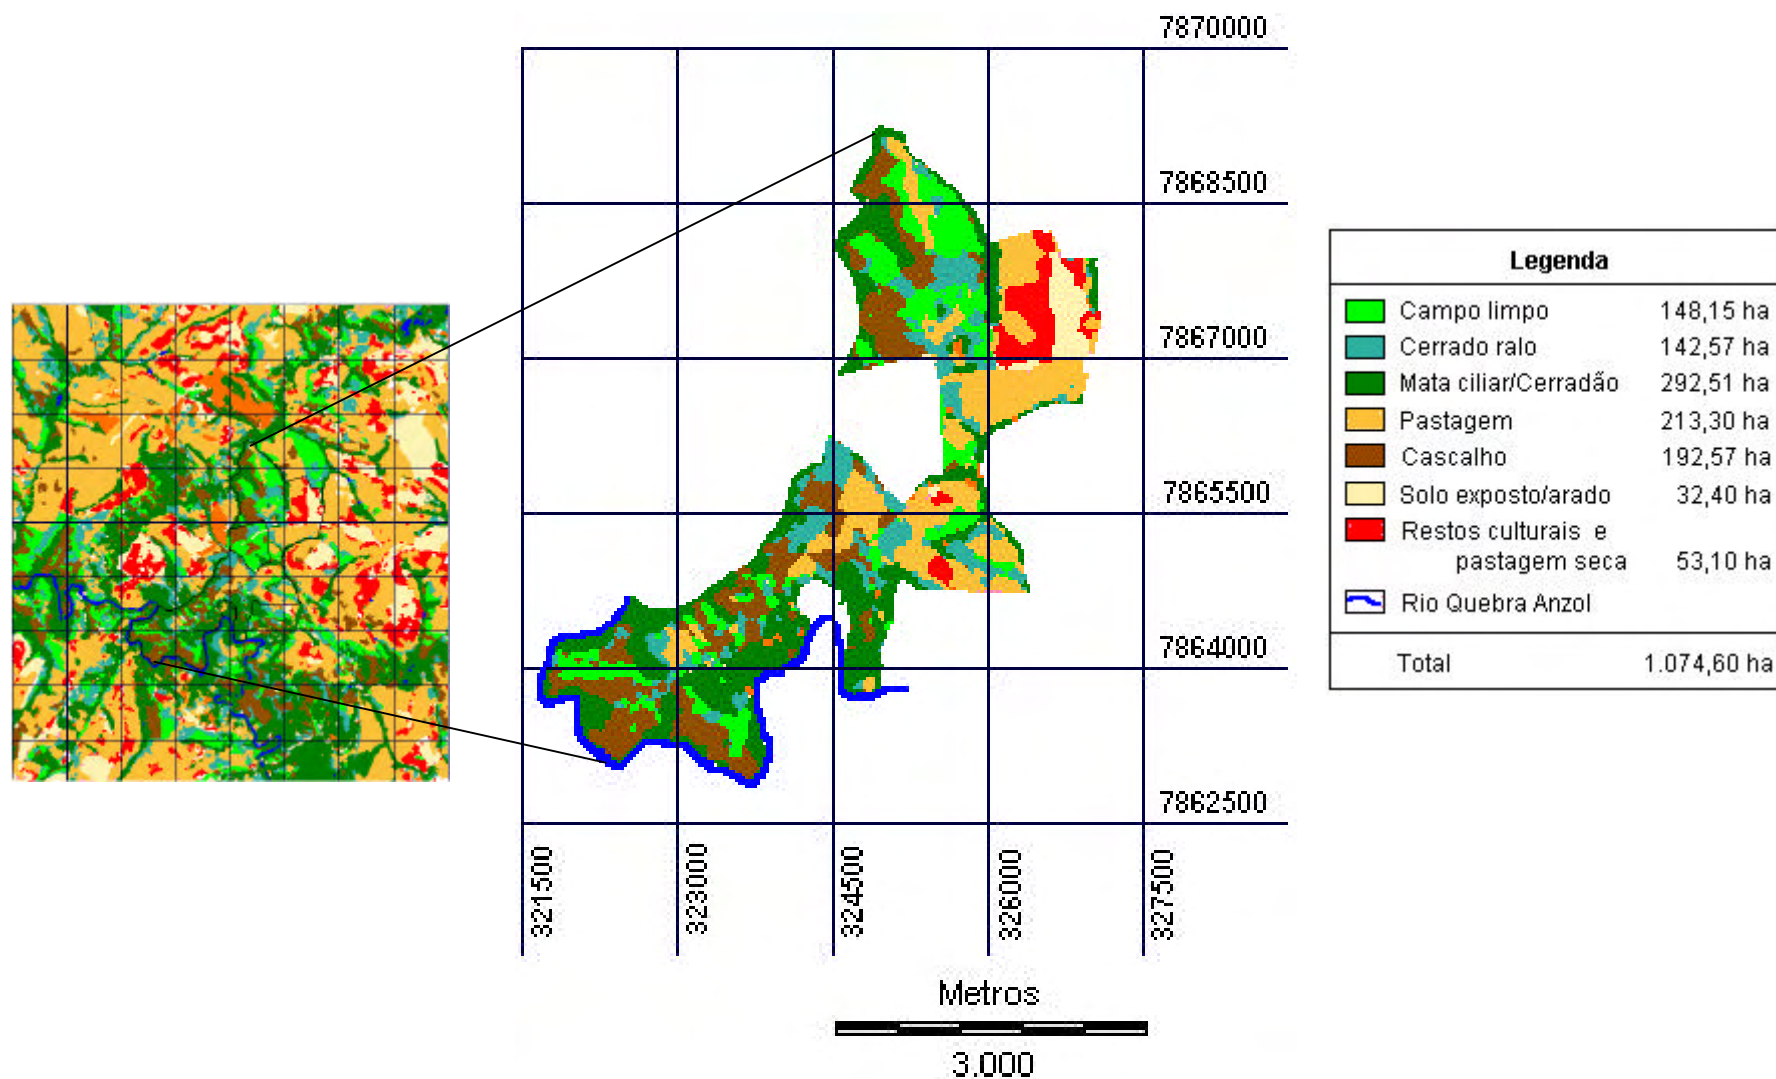 7870000
7868500
7867000
7865500
7864000
7862500
321500
323000
324500
326000
327500
Metros
3.000
Legenda
Campo limpo 148,15 ha
Cerrado ralo 142,57 ha
Mata ciliar/Cerradão 292,51 ha
Pastagem 213,30 ha
Cascalho 192,57 ha
Solo exposto/arado 32,40 ha
Restos culturais e
pastagem seca 53,10 ha
Rio Quebra Anzol
Total 1.074,60 ha